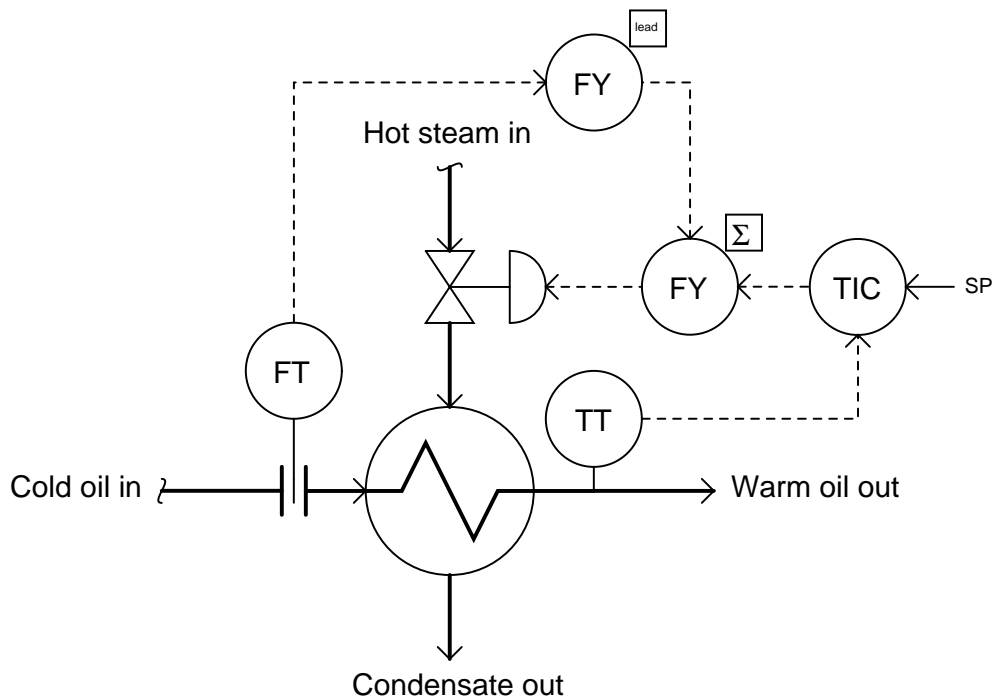 lead
FY
Hot steam in
Σ
FY
TIC
SP
FT
TT
Cold oil in
Warm oil out
Condensate out